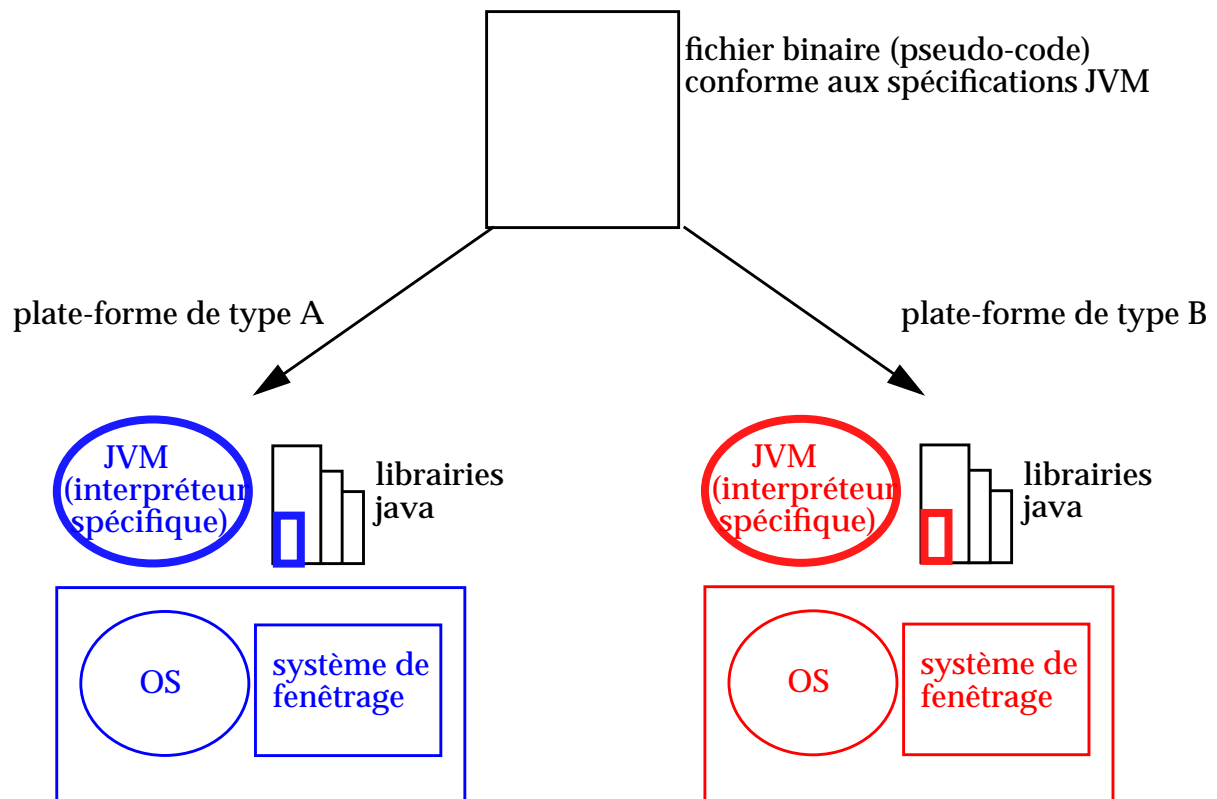 fichier binaire (pseudo-code)
conforme aux spécifications JVM
plate-forme de type A
plate-forme de type B
JVM
(interpréteur
spécifique)
librairies
java
JVM
(interpréteur
spécifique)
librairies
java
OS
système de
fenêtrage
OS
système de
fenêtrage